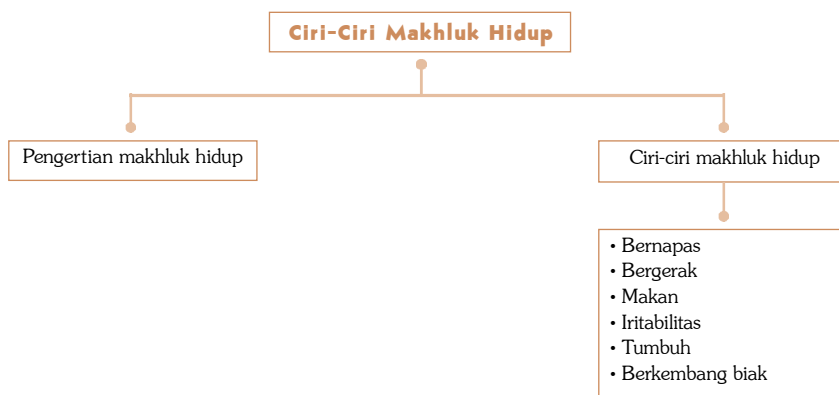 Ciri-Ciri Makhluk Hidup
Pengertian makhluk hidup
Ciri-ciri makhluk hidup
• Bernapas
• Bergerak
• Makan
• Iritabilitas
• Tumbuh
• Berkembang biak